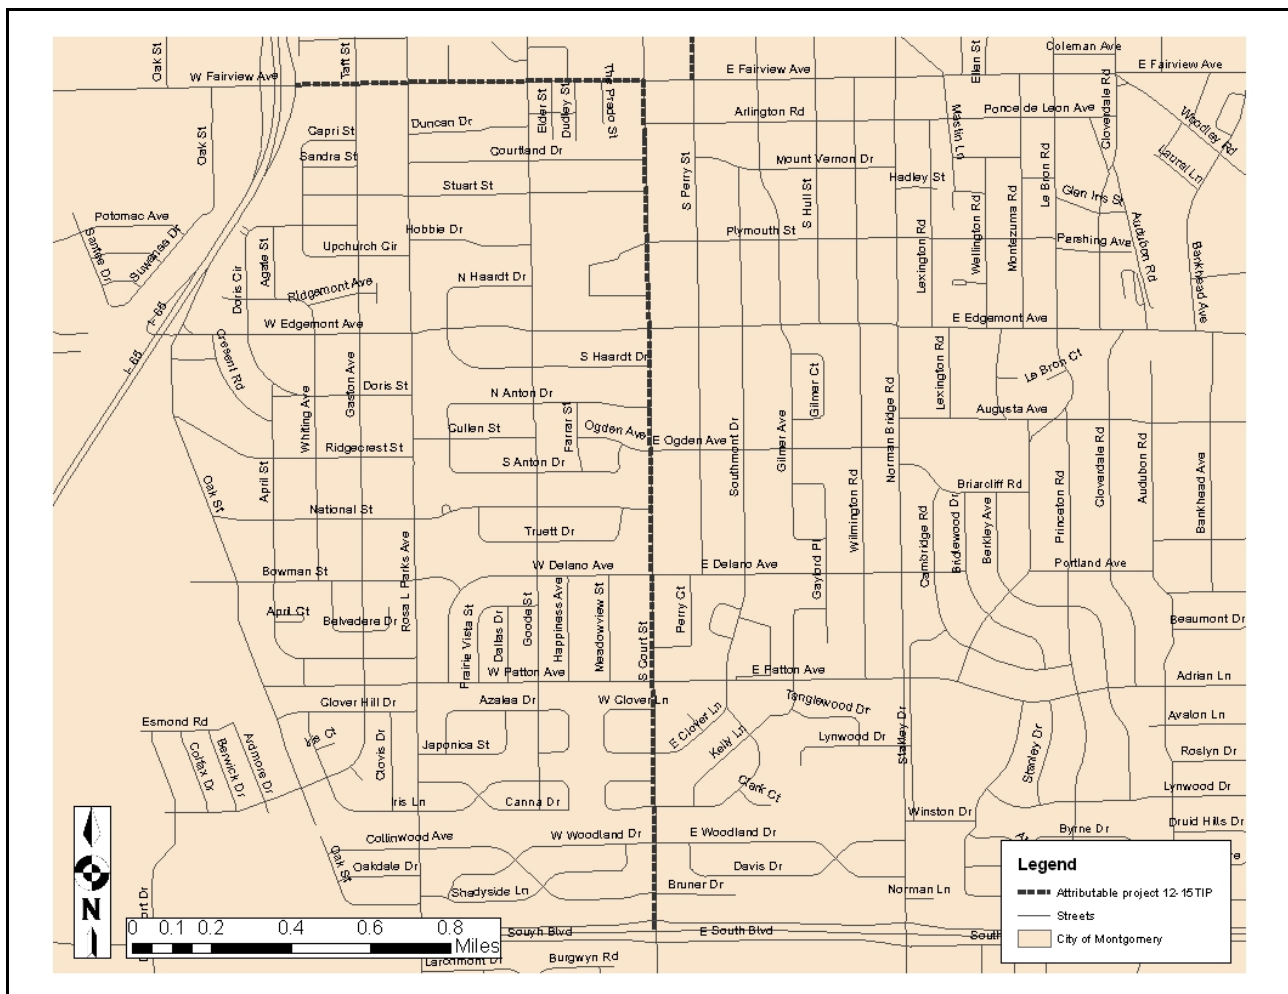 Coleman Ave
Oak St
Taft St
Ellen St
W Fairview Ave
E Fairview Ave
E Fairview Ave
The Prado St
Elder St
Dudley St
Cloverdale Rd
Arlington Rd
Ponce de Leon Ave
Woodley Rd
Mastin Ln
Duncan Dr
Capri St
Oak St
Sandra St
Courtland Dr
Mount Vernon Dr
Laurel Ln
Hadley St
Le Bron Rd
S Perry St
S Hull St
Stuart St
Glen Iris St
Potomac Ave
Santee Dr
Suwanee Dr
Hobbie Dr
Plymouth St
Wellington Rd
Montezuma Rd
Pershing Ave
Audubon Rd
Upchurch Cir
Agate St
Doris Cir
N Haardt Dr
Lexington Rd
Bankhead Ave
Ridgemont Ave
I- 65
W Edgemont Ave
E Edgemont Ave
I- 65
Cresent Rd
S Haardt Dr
Le Bron Ct
Lexington Rd
Gaston Ave
Doris St
N Anton Dr
Gilmer Ct
Augusta Ave
Whiting Ave
Cullen St
Farrar St
Ogden Ave
E Ogden Ave
Southmont Dr
Gilmer Ave
Norman Bridge Rd
Ridgecrest St
S Anton Dr
Cloverdale Rd
Audubon Rd
Bankhead Ave
April St
Oak St
Briarcliff Rd
Princeton Rd
National St
Wilmington Rd
Truett Dr
Cambridge Rd
Bridlewood Dr
Berkley Ave
Rosa L Parks Ave
Bowman St
W Delano Ave
E Delano Ave
Gaylord Pl
Portland Ave
April Ct
Belvedere Dr
Prairie Vista St
Dallas Dr
Goode St
Happiness Ave
Meadowview St
S Court St
Perry Ct
Beaumont Dr
W Patton Ave
E Patton Ave
Adrian Ln
Glover Hill Dr
Azalea Dr
W Glover Ln
E Clover Ln
Tanglewood Dr
Esmond Rd
Avalon Ln
Colfax Dr
Berwick Dr
Ardmore Dr
Clovis Dr
Japonica St
Kelly Ln
Lynwood Dr
Stakley Dr
Stanley Dr
Roslyn Dr
Iris Ln
Canna Dr
Clark Ct
Lynwood Dr
Winston Dr
Druid Hills Dr
Collinwood Ave
W Woodland Dr
E Woodland Dr
Byrne Dr
Oak St
Oakdale Dr
Davis Dr
Shadyside Ln
Bruner Dr
Norman Ln
N
0 0.1 0.2 0.4 0.6 0.8
Miles
Souyh Blvd
E South Blvd
South
Larchmont Dr
Burgwyn Rd
Legend
Attributable project 12-15TIP
Streets
City of Montgomery